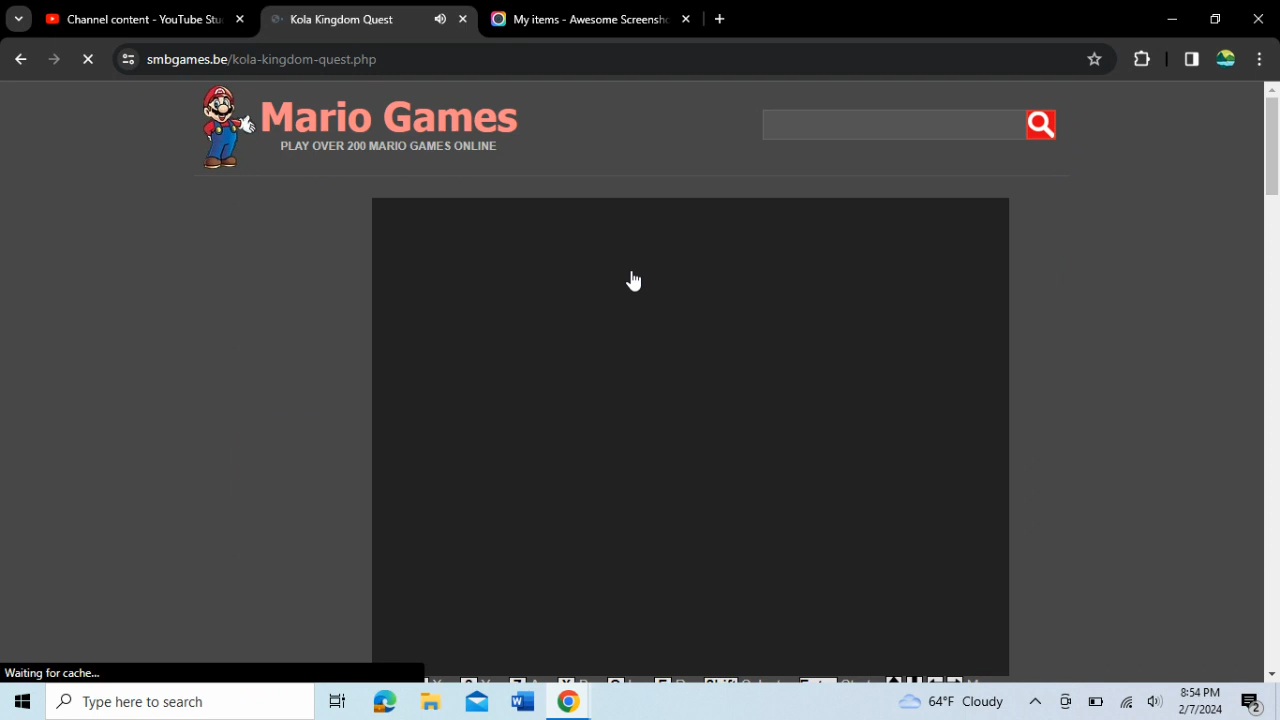 Channel content - YouTube Stu
Kola Kingdom Quest
My items - Awesome Screensho
smbgames.be/kola-kingdom-quest.php
Mario Games
PLAY OVER 200 MARIO GAMES ONLINE
Waiting for cache...
Type here to search
64°F Cloudy
8:54 PM
2/7/2024
2